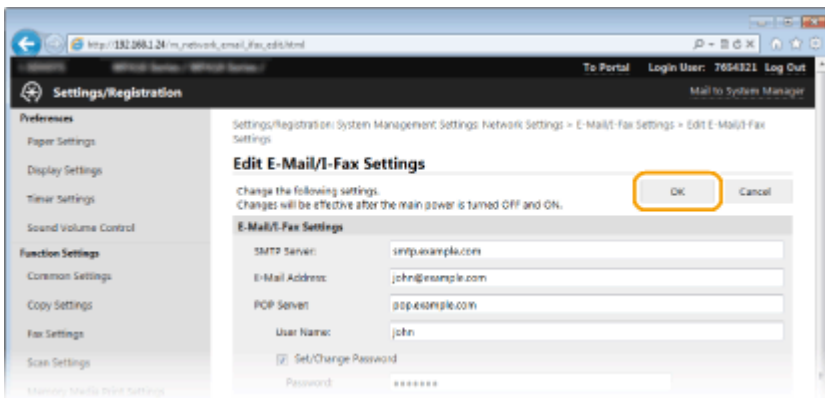 http://192.168.1.24/m_network_email_ifax_edit.html
To Portal Login User: 7654321 Log Out
Settings/Registration
Mail to System Manager
Preferences
Paper Settings
Display Settings
Timer Settings
Sound Volume Control
Function Settings
Common Settings
Copy Settings
Fax Settings
Scan Settings
Memory Media Print Settings
Settings/Registration: System Management Settings: Network Settings > E-Mail/I-Fax Settings > Edit E-Mail/I-Fax
Settings
Edit E-Mail/I-Fax Settings
Change the following settings.
Changes will be effective after the main power is turned OFF and ON.
OK Cancel
E-Mail/I-Fax Settings
SMTP Server: smtp.example.com
E-Mail Address: john@example.com
POP Server: pop.example.com
User Name: john
Set/Change Password
Password: •••••••